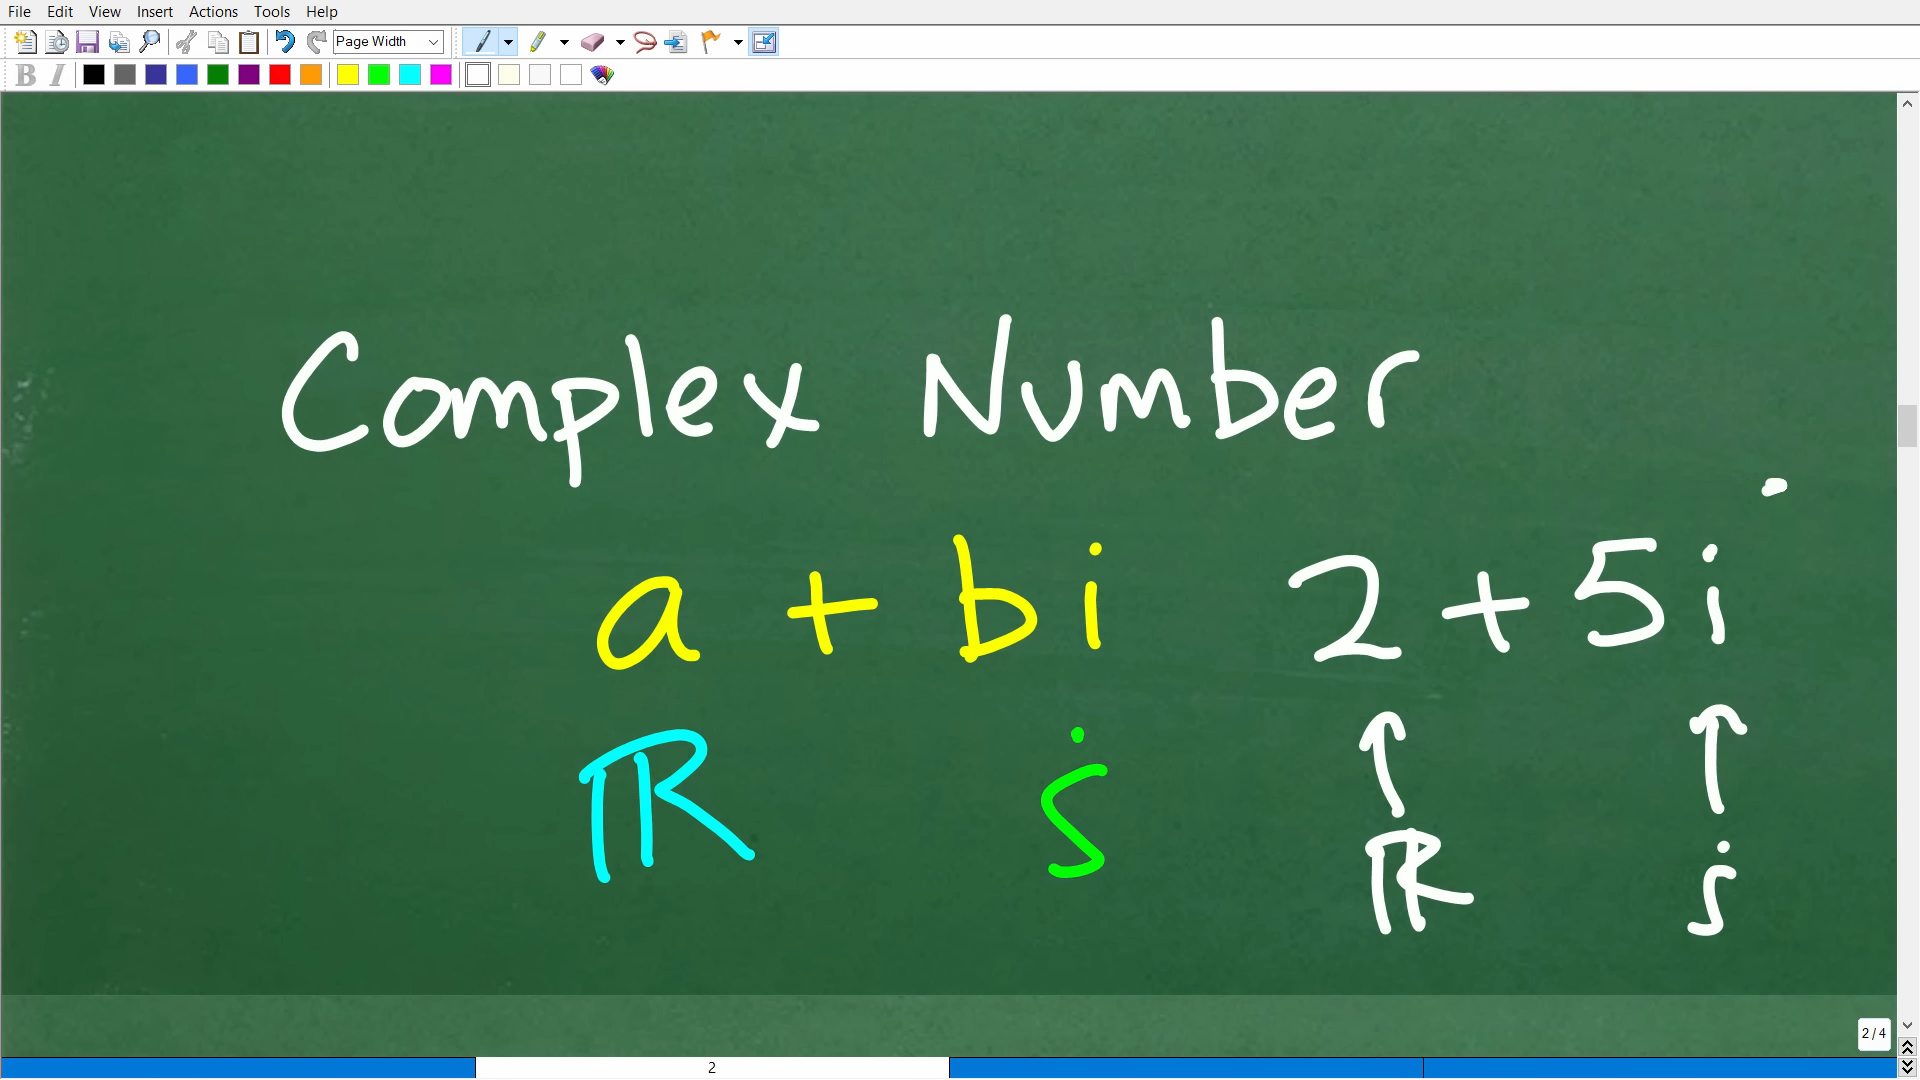 File Edit View Insert Actions Tools Help
Page Width
B I
Complex Number
a + bi 2 + 5i
ℝ i ℝ i
2 / 4
2